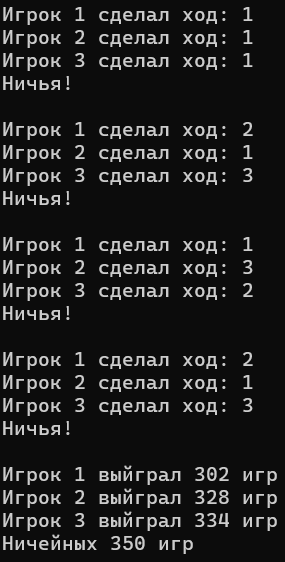 Игрок 1 сделал ход: 1
Игрок 2 сделал ход: 1
Игрок 3 сделал ход: 1
Ничья!
Игрок 1 сделал ход: 2
Игрок 2 сделал ход: 1
Игрок 3 сделал ход: 3
Ничья!
Игрок 1 сделал ход: 1
Игрок 2 сделал ход: 3
Игрок 3 сделал ход: 2
Ничья!
Игрок 1 сделал ход: 2
Игрок 2 сделал ход: 1
Игрок 3 сделал ход: 3
Ничья!
Игрок 1 выйграл 302 игр
Игрок 2 выйграл 328 игр
Игрок 3 выйграл 334 игр
Ничейных 350 игр